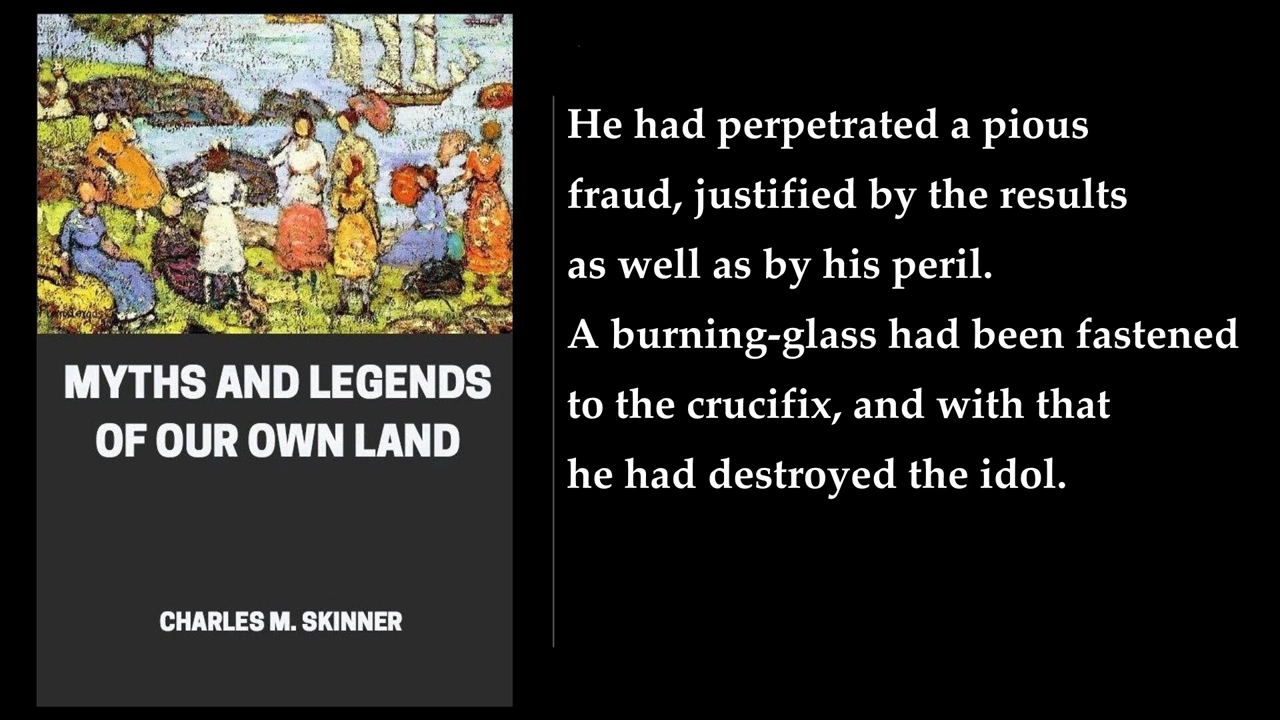 MYTHS AND LEGENDS
OF OUR OWN LAND
CHARLES M. SKINNER
He had perpetrated a pious
fraud, justified by the results
as well as by his peril.
A burning-glass had been fastened
to the crucifix, and with that
he had destroyed the idol.